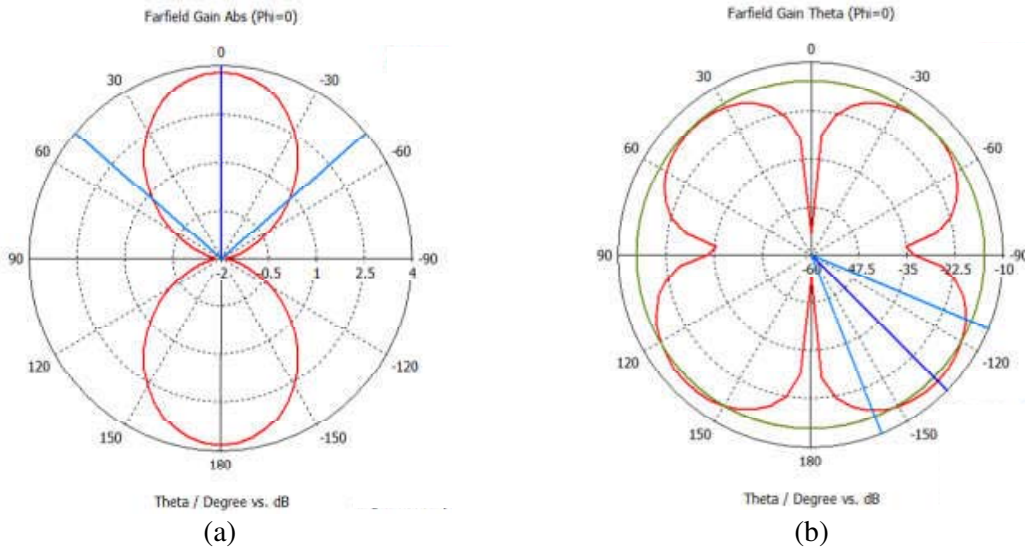 Farfield Gain Abs (Phi=0)
0
30 -30
60 -60
90 -2 -0.5 1 2.5 4 -90
120 -120
150 -150
180
Theta / Degree vs. dB
(a)
Farfield Gain Theta (Phi=0)
0
30 -30
60 -60
90 -60 -47.5 -35 -22.5 -10 -90
120 -120
150 -150
180
Theta / Degree vs. dB
(b)